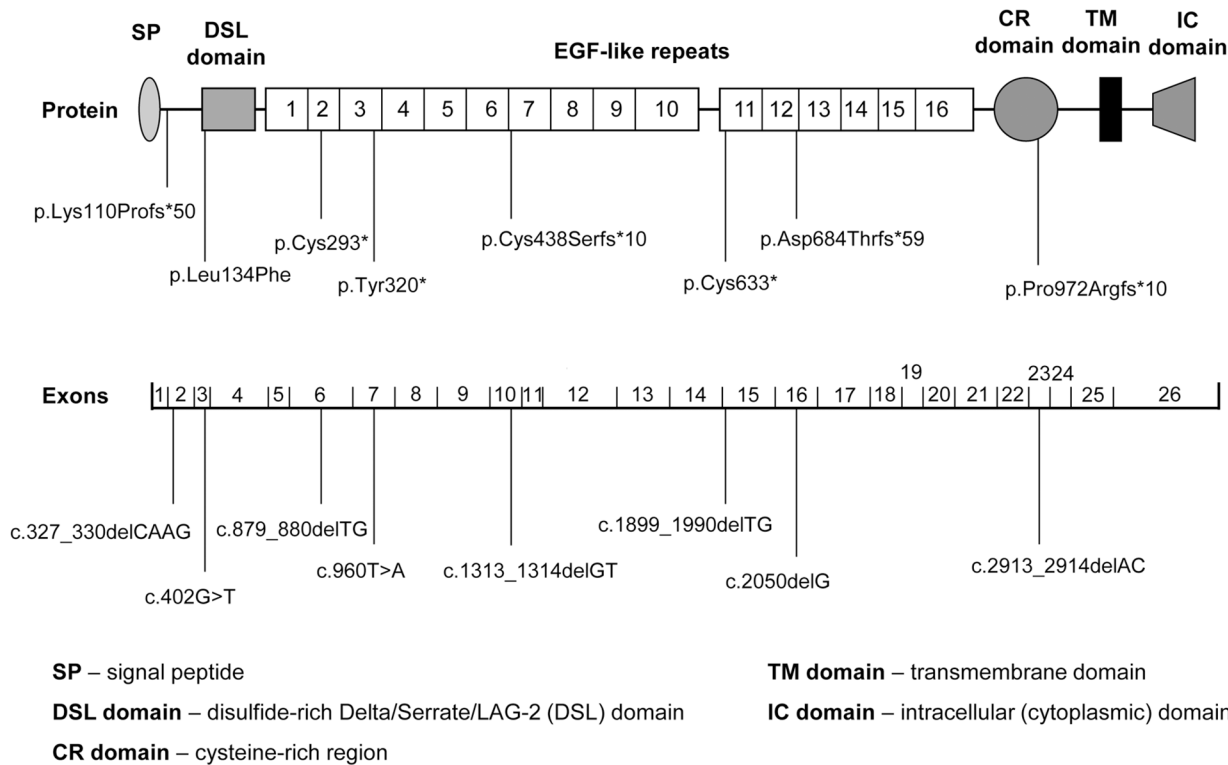 SP
DSL domain
EGF-like repeats
CR domain
TM domain
IC domain
Protein
1 2 3 4 5 6 7 8 9 10 11 12 13 14 15 16
p.Lys110Profs*50
p.Leu134Phe
p.Cys293*
p.Tyr320*
p.Cys438Serfs*10
p.Cys633*
p.Asp684Thrfs*59
p.Pro972Argfs*10
Exons
1 2 3 4 5 6 7 8 9 10 11 12 13 14 15 16 17 18 19 20 21 22 23 24 25 26
c.327_330delCAAG
c.402G>T
c.879_880delTG
c.960T>A
c.1313_1314delGT
c.1899_1990delTG
c.2050delG
c.2913_2914delAC
SP – signal peptide
DSL domain – disulfide-rich Delta/Serrate/LAG-2 (DSL) domain
CR domain – cysteine-rich region
TM domain – transmembrane domain
IC domain – intracellular (cytoplasmic) domain